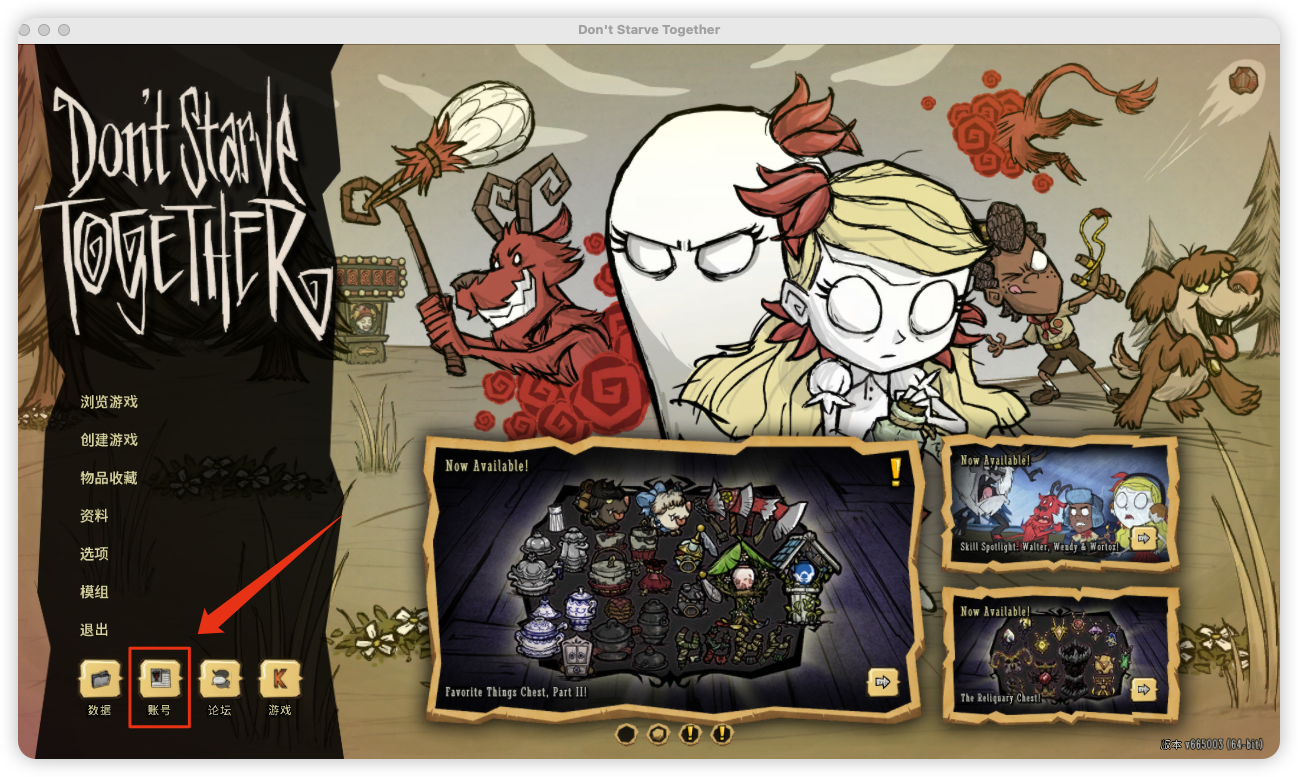 Don't Starve Together
Don't Starve
TOGETHER
浏览游戏
创建游戏
物品收藏
资料
选项
模组
退出
数据
账号
论坛
游戏
Now Available!
Favorite Things Chest, Part II!
Now Available!
Skill Spotlight: Walter, Wendy & Wortox!
Now Available!
The Reliquary Chest!
版本 v665003 (64-bit)